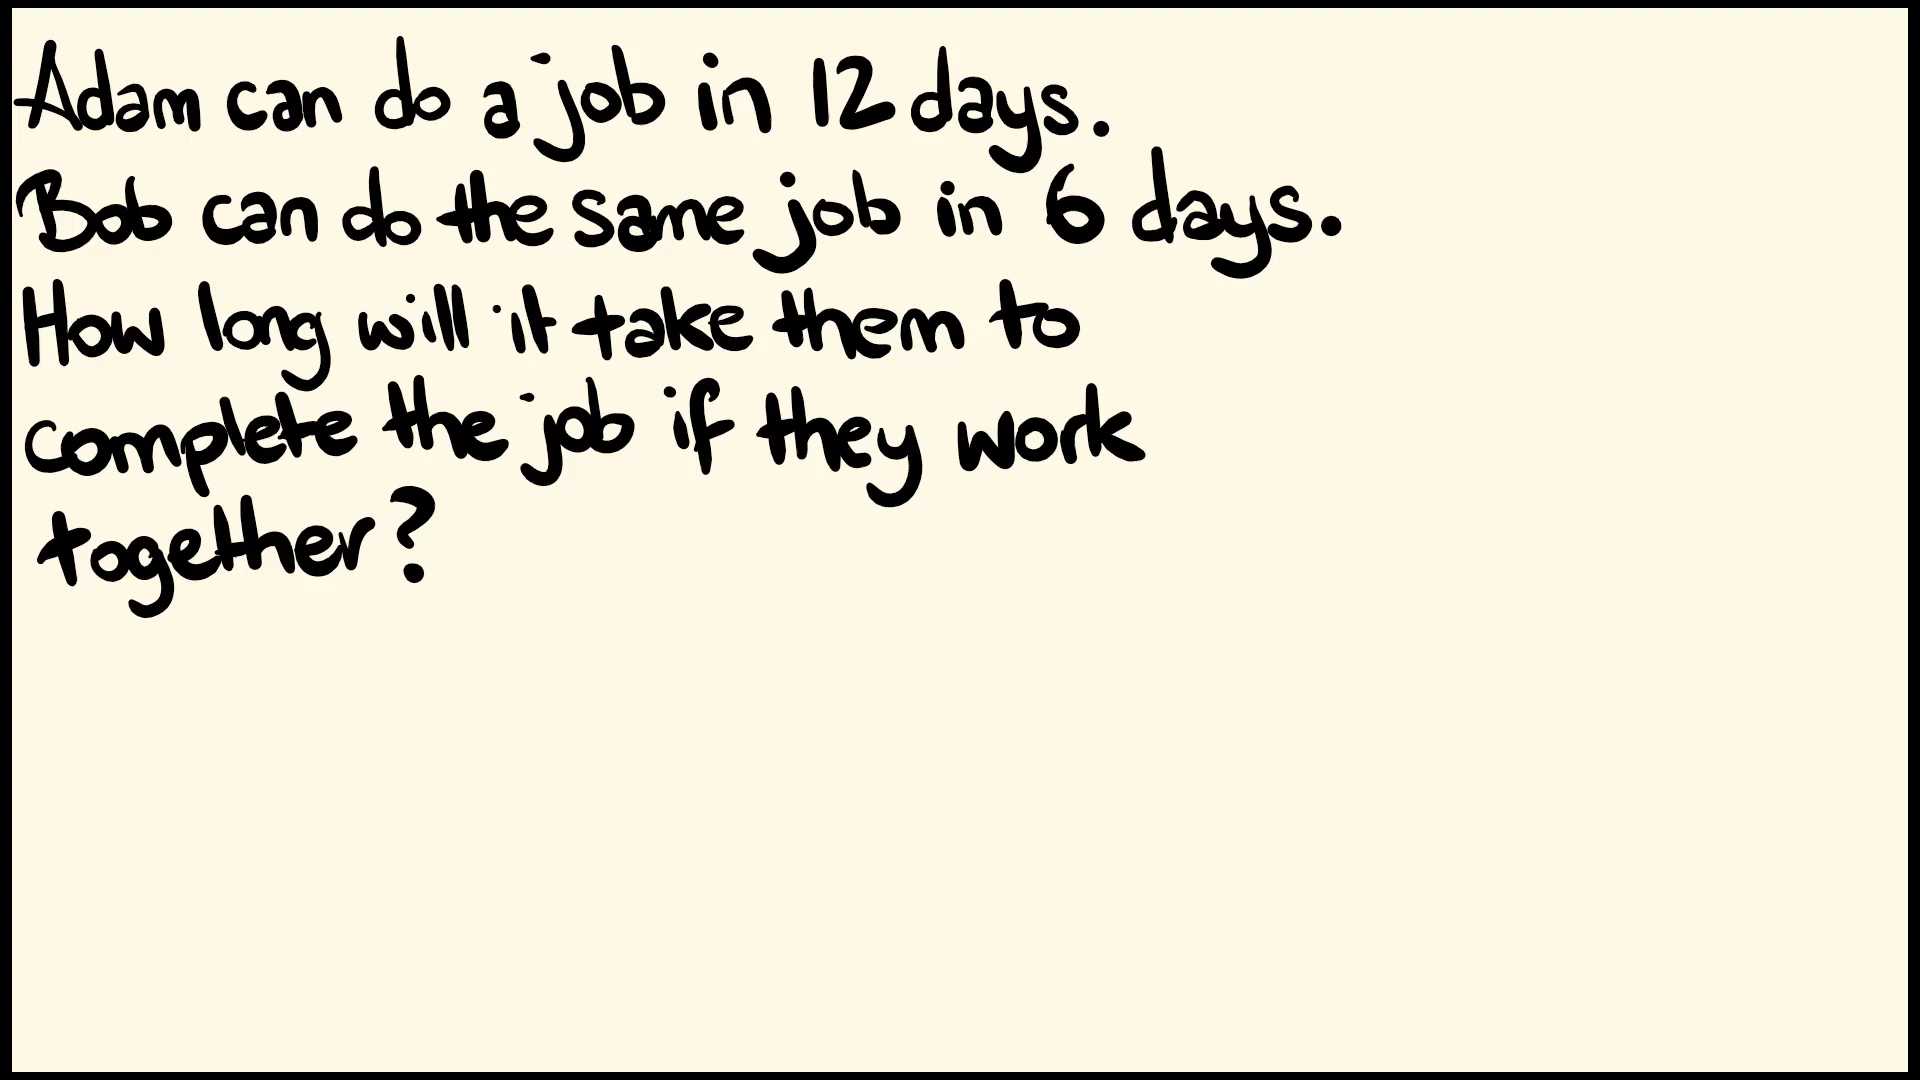 Adam can do a job in 12 days.
Bob can do the same job in 6 days.
How long will it take them to
complete the job if they work
together?